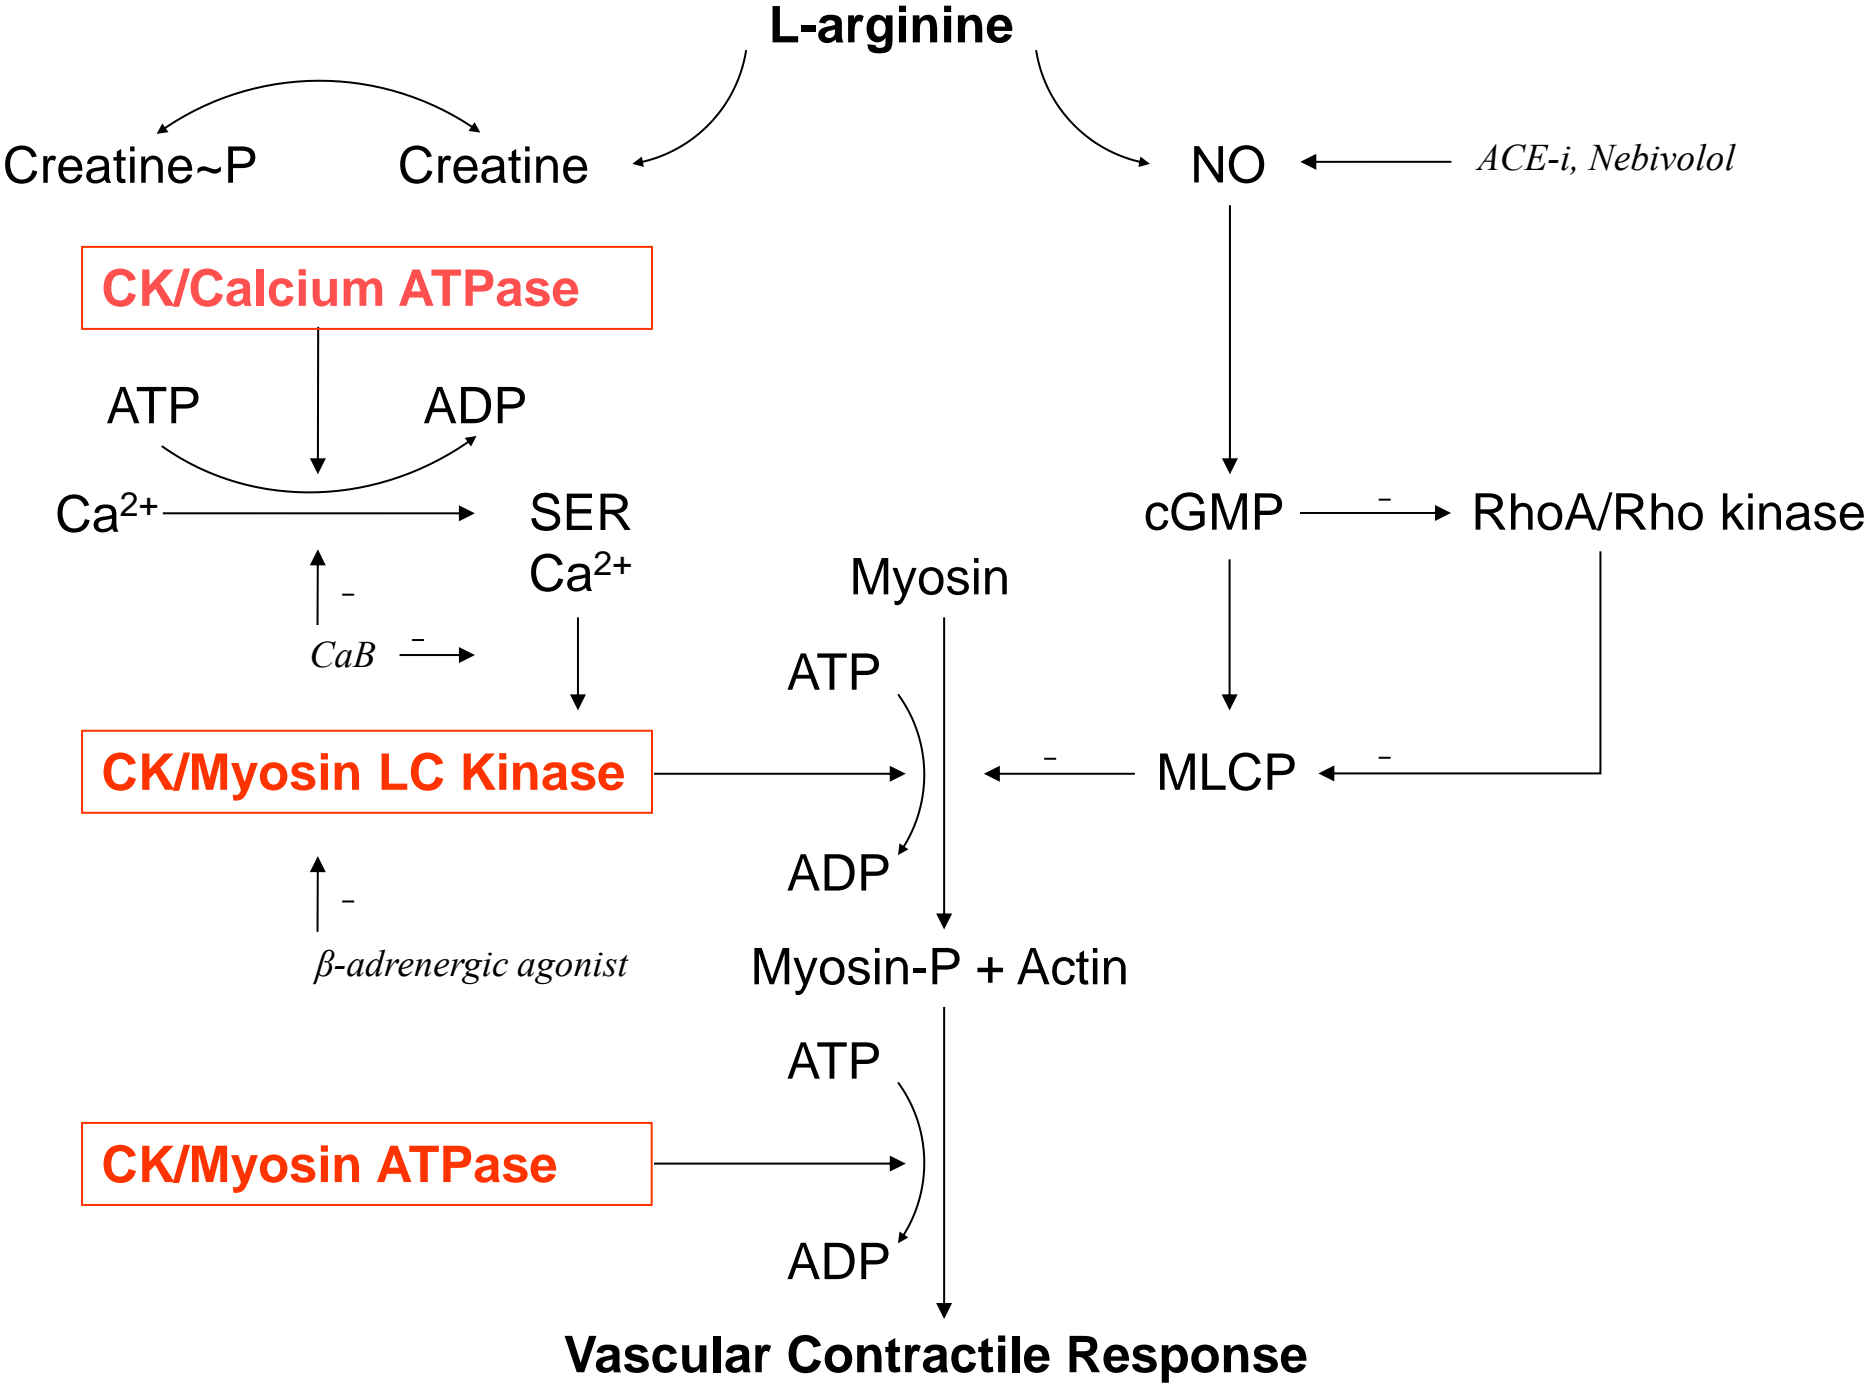 L-arginine
Creatine~P
Creatine
NO
ACE-i, Nebivolol
CK/Calcium ATPase
ATP
ADP
Ca²⁺
SER
Ca²⁺
cGMP
–
RhoA/Rho kinase
Myosin
–
CaB
–
ATP
CK/Myosin LC Kinase
–
MLCP
–
ADP
–
β-adrenergic agonist
Myosin-P + Actin
ATP
CK/Myosin ATPase
ADP
Vascular Contractile Response